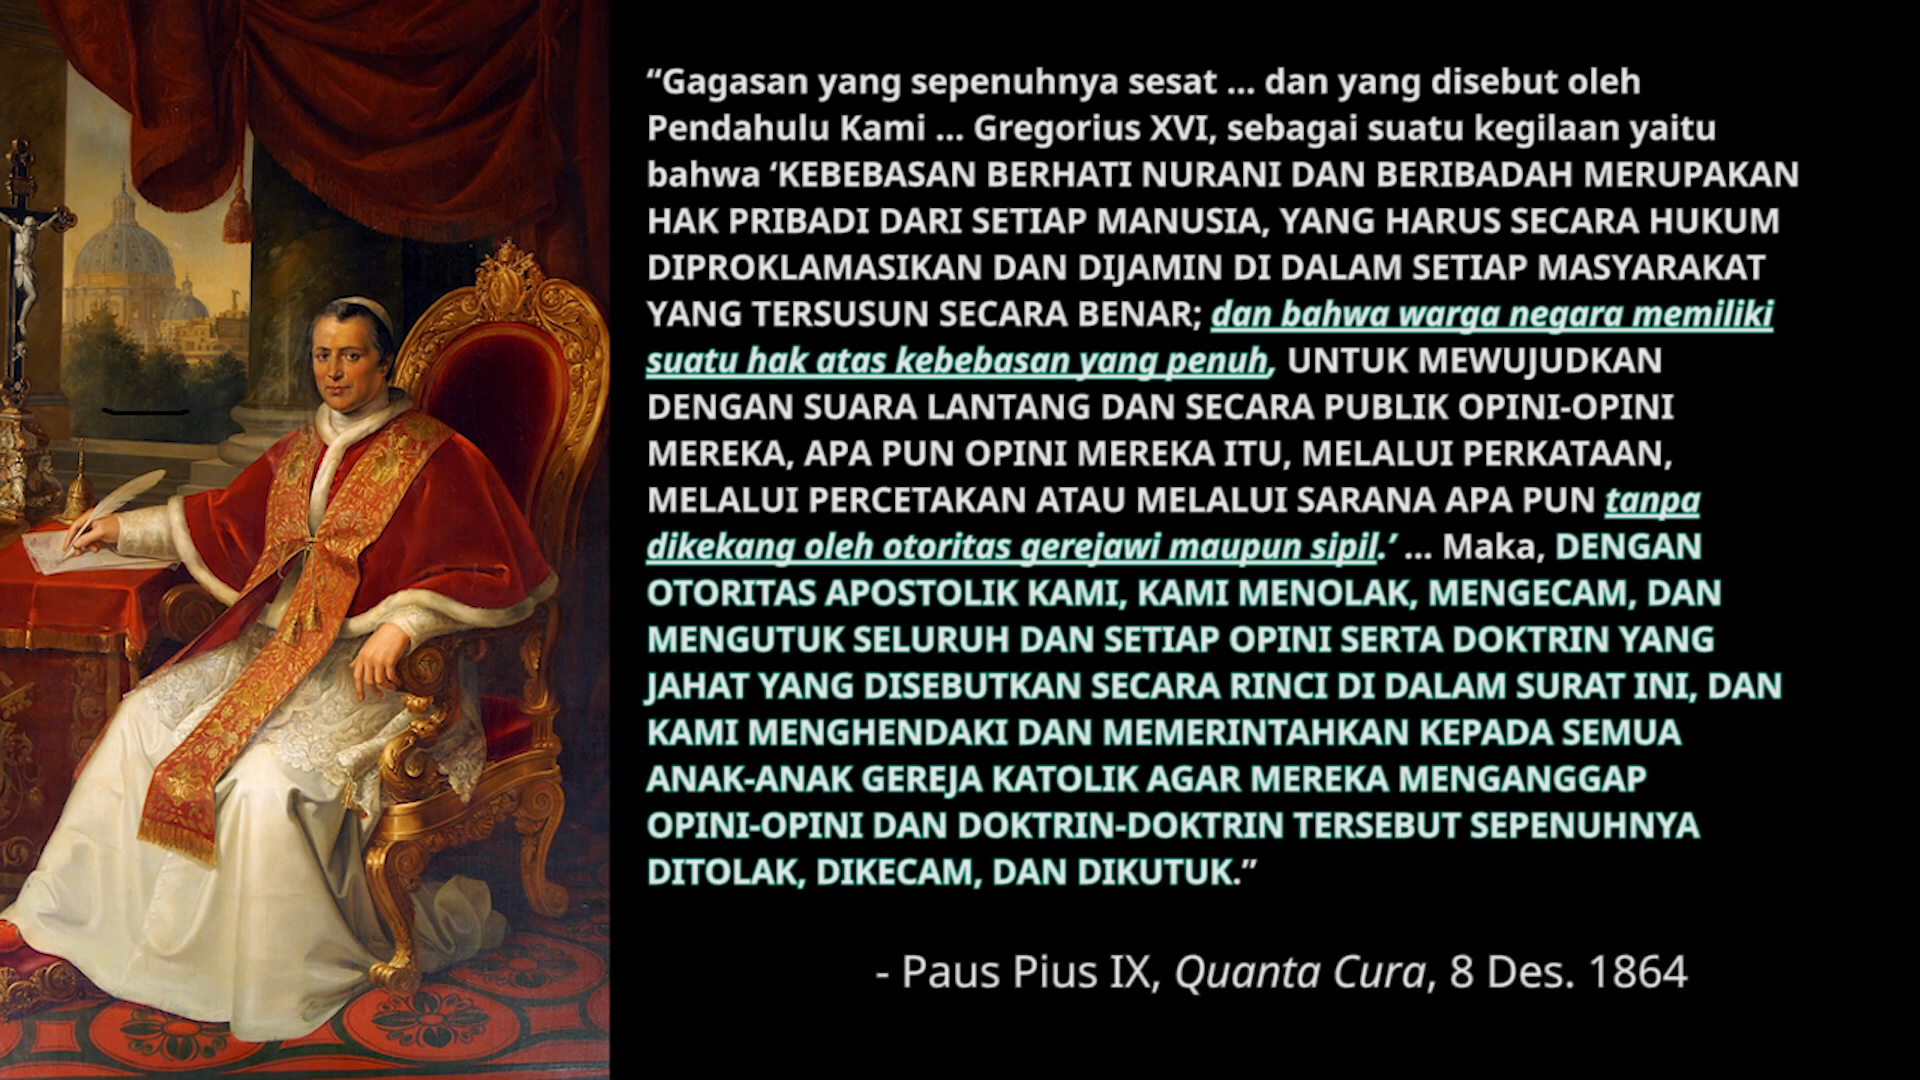 “Gagasan yang sepenuhnya sesat ... dan yang disebut oleh
Pendahulu Kami ... Gregorius XVI, sebagai suatu kegilaan yaitu
bahwa ‘KEBEBASAN BERHATI NURANI DAN BERIBADAH MERUPAKAN
HAK PRIBADI DARI SETIAP MANUSIA, YANG HARUS SECARA HUKUM
DIPROKLAMASIKAN DAN DIJAMIN DI DALAM SETIAP MASYARAKAT
YANG TERSUSUN SECARA BENAR; dan bahwa warga negara memiliki
suatu hak atas kebebasan yang penuh, UNTUK MEWUJUDKAN
DENGAN SUARA LANTANG DAN SECARA PUBLIK OPINI-OPINI
MEREKA, APA PUN OPINI MEREKA ITU, MELALUI PERKATAAN,
MELALUI PERCETAKAN ATAU MELALUI SARANA APA PUN tanpa
dikekang oleh otoritas gerejawi maupun sipil.’ ... Maka, DENGAN
OTORITAS APOSTOLIK KAMI, KAMI MENOLAK, MENGECAM, DAN
MENGUTUK SELURUH DAN SETIAP OPINI SERTA DOKTRIN YANG
JAHAT YANG DISEBUTKAN SECARA RINCI DI DALAM SURAT INI, DAN
KAMI MENGHENDAKI DAN MEMERINTAHKAN KEPADA SEMUA
ANAK-ANAK GEREJA KATOLIK AGAR MEREKA MENGANGGAP
OPINI-OPINI DAN DOKTRIN-DOKTRIN TERSEBUT SEPENUHNYA
DITOLAK, DIKECAM, DAN DIKUTUK.”
- Paus Pius IX, Quanta Cura, 8 Des. 1864